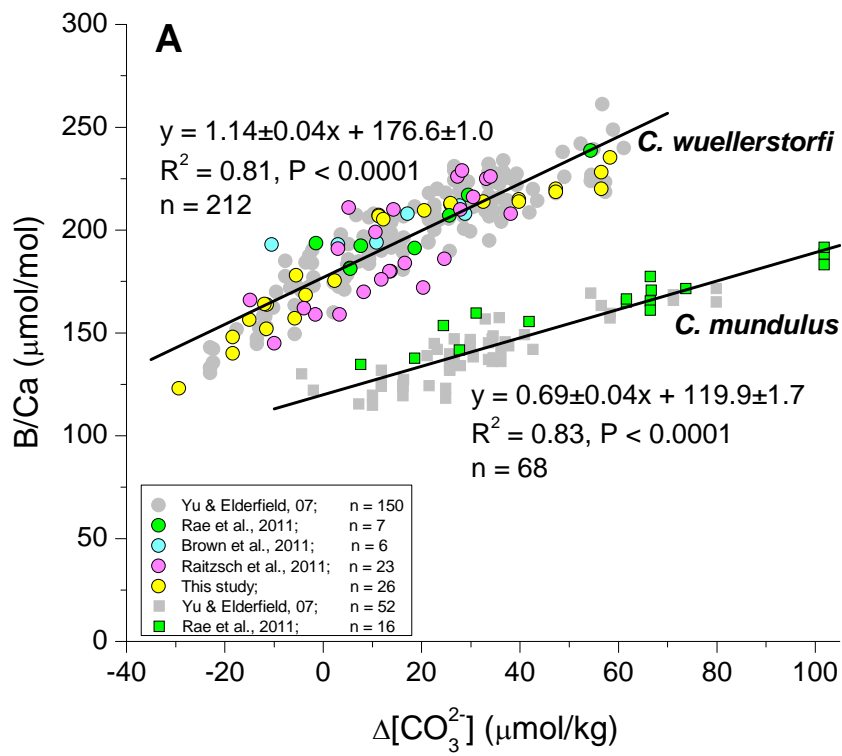 A
300
250
200
150
100
50
0
B/Ca (μmol/mol)
y = 1.14±0.04x + 176.6±1.0
R² = 0.81, P < 0.0001
n = 212
C. wuellerstorfi
C. mundulus
y = 0.69±0.04x + 119.9±1.7
R² = 0.83, P < 0.0001
n = 68
Yu & Elderfield, 07; n = 150
Rae et al., 2011; n = 7
Brown et al., 2011; n = 6
Raitzsch et al., 2011; n = 23
This study; n = 26
Yu & Elderfield, 07; n = 52
Rae et al., 2011; n = 16
-40 -20 0 20 40 60 80 100
Δ[CO₃²⁻] (μmol/kg)